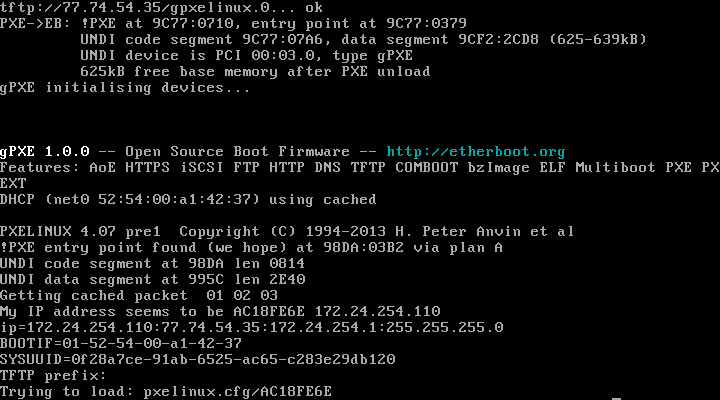 tftp://77.74.54.35/gpxelinux.0... ok
PXE->EB: !PXE at 9C77:0710, entry point at 9C77:0379
UNDI code segment 9C77:07A6, data segment 9CF2:2CD8 (625-639kB)
UNDI device is PCI 00:03.0, type gPXE
625kB free base memory after PXE unload
gPXE initialising devices...
gPXE 1.0.0 -- Open Source Boot Firmware -- http://etherboot.org
Features: AoE HTTPS iSCSI FTP HTTP DNS TFTP COMBOOT bzImage ELF Multiboot PXE PX
EXT
DHCP (net0 52:54:00:a1:42:37) using cached
PXELINUX 4.07 pre1  Copyright (C) 1994-2013 H. Peter Anvin et al
!PXE entry point found (we hope) at 98DA:03B2 via plan A
UNDI code segment at 98DA len 0814
UNDI data segment at 995C len 2E40
Getting cached packet  01 02 03
My IP address seems to be AC18FE6E 172.24.254.110
ip=172.24.254.110:77.74.54.35:172.24.254.1:255.255.255.0
BOOTIF=01-52-54-00-a1-42-37
SYSUUID=0f28a7ce-91ab-6525-ac65-c283e29db120
TFTP prefix:
Trying to load: pxelinux.cfg/AC18FE6E